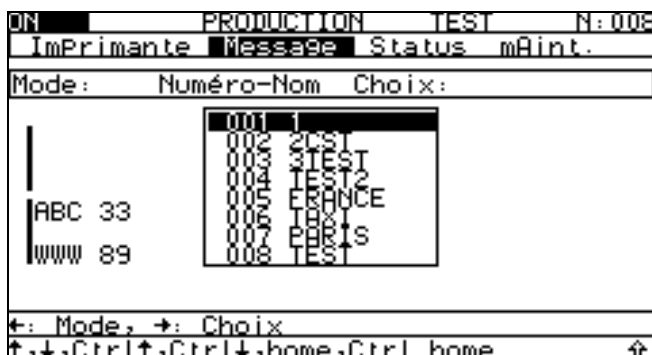 ON PRODUCTION TEST N:008
Imprimante Message Status mAint.
Mode: Numéro-Nom Choix:
001 1
002 2CST
003 3TEST
004 TEST2
005 FRANCE
006 TAXI
007 PARIS
008 TEST
ABC 33
WWW 89
←: Mode, →: Choix
↑,↓,Ctrl↑,Ctrl↓,home,Ctrl home ⇧